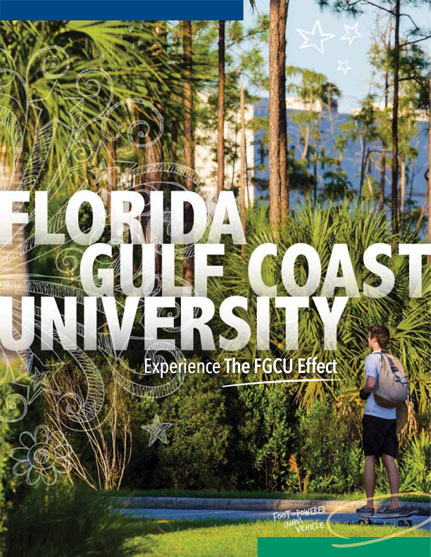 FLORIDA
GULF COAST
UNIVERSITY
Experience The FGCU Effect
FOOT-POWERED
VEHICLE